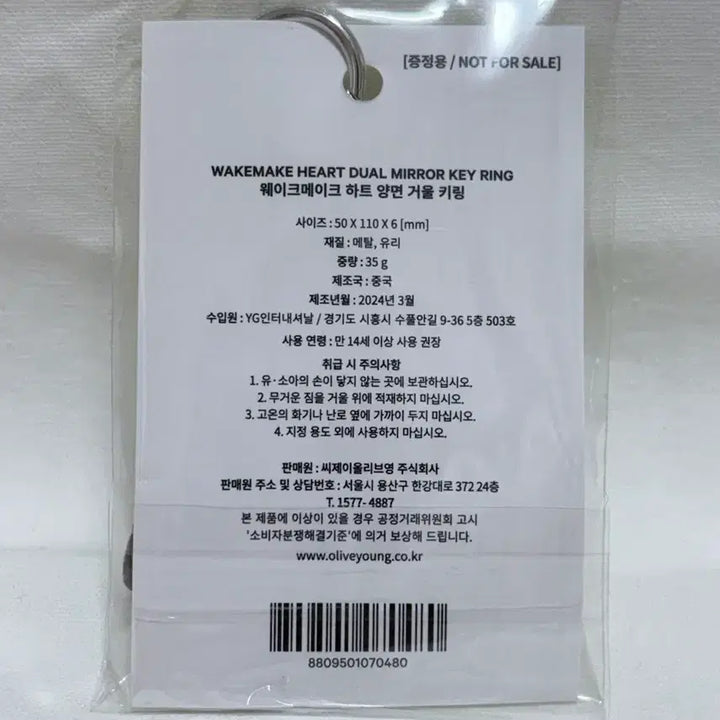 [증정용 / NOT FOR SALE]
WAKEMAKE HEART DUAL MIRROR KEY RING
웨이크메이크 하트 양면 거울 키링
사이즈 : 50 X 110 X 6 [mm]
재질 : 메탈, 유리
중량 : 35 g
제조국 : 중국
제조년월 : 2024년 3월
수입원 : YG인터내셔날 / 경기도 시흥시 수풀안길 9-36 5층 503호
사용 연령 : 만 14세 이상 사용 권장
취급 시 주의사항
1. 유·소아의 손이 닿지 않는 곳에 보관하십시오.
2. 무거운 짐을 거울 위에 적재하지 마십시오.
3. 고온의 화기나 난로 옆에 가까이 두지 마십시오.
4. 지정 용도 외에 사용하지 마십시오.
판매원 : 씨제이올리브영 주식회사
판매원 주소 및 상담번호 : 서울시 용산구 한강대로 372 24층
T. 1577- 4887
본 제품에 이상이 있을 경우 공정거래위원회 고시
'소비자분쟁해결기준'에 의거 보상해 드립니다.
www.oliveyoung.co.kr
8809501070480